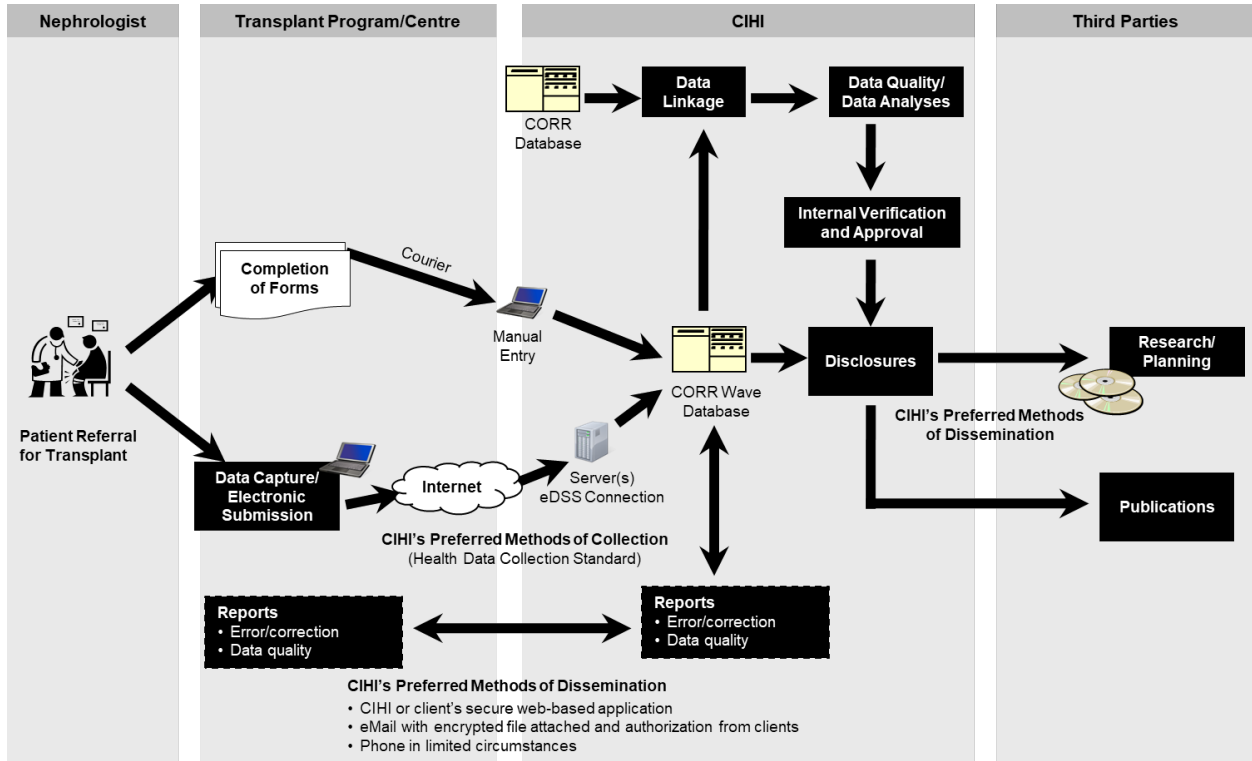 Nephrologist
Transplant Program/Centre
CIHI
Third Parties
CORR
Database
Data
Linkage
Data Quality/
Data Analyses
Internal Verification
and Approval
Completion
of Forms
Courier
Manual
Entry
CORR Wave
Database
Disclosures
Research/
Planning
CIHI's Preferred Methods
of Dissemination
Patient Referral
for Transplant
Data Capture/
Electronic
Submission
Internet
Server(s)
eDSS Connection
CIHI's Preferred Methods of Collection
(Health Data Collection Standard)
Publications
Reports
• Error/correction
• Data quality
Reports
• Error/correction
• Data quality
CIHI's Preferred Methods of Dissemination
• CIHI or client's secure web-based application
• eMail with encrypted file attached and authorization from clients
• Phone in limited circumstances